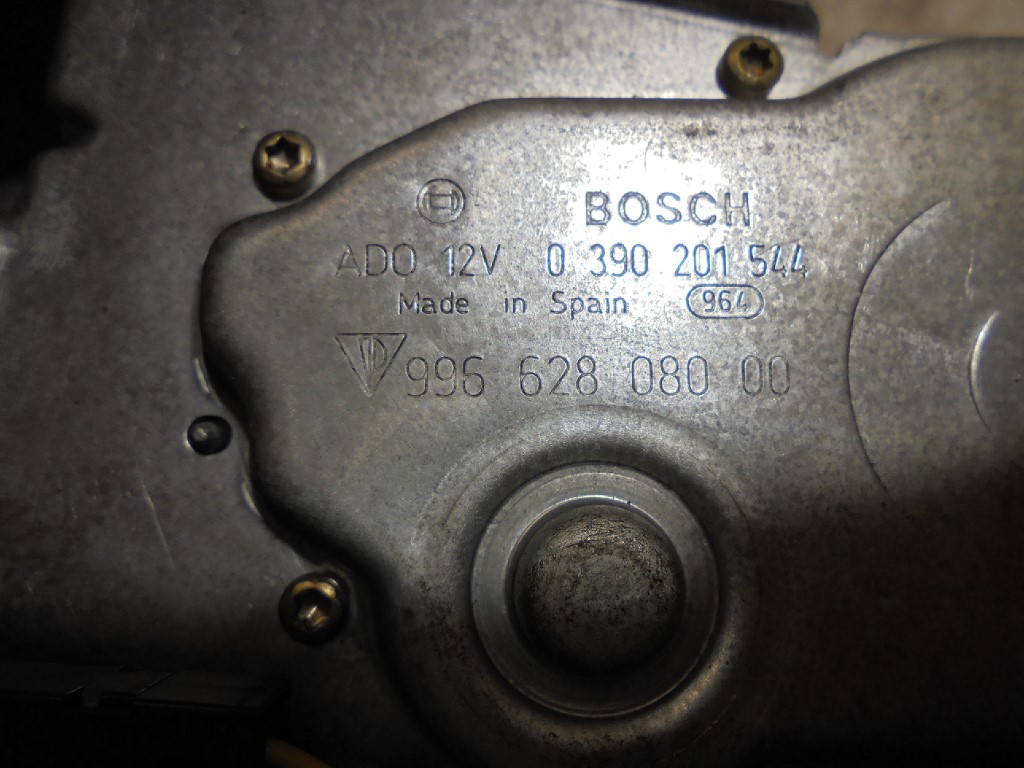 BOSCH
ADO 12V 0 390 201 544
Made in Spain 964
996 628 080 00